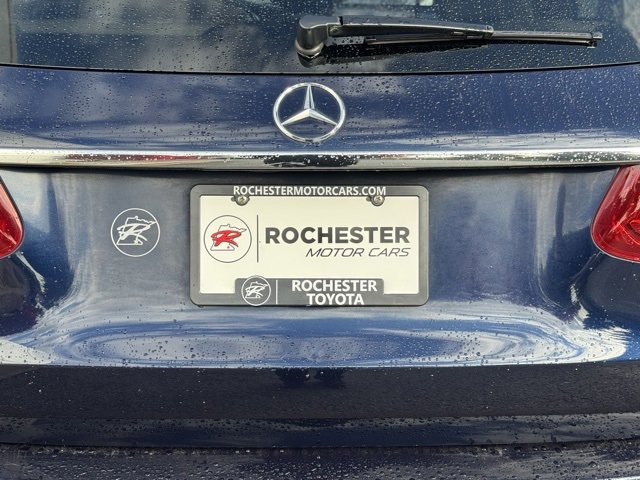 ROCHESTERMOTORCARS.COM
R
ROCHESTER
MOTOR CARS
R
R
ROCHESTER
TOYOTA